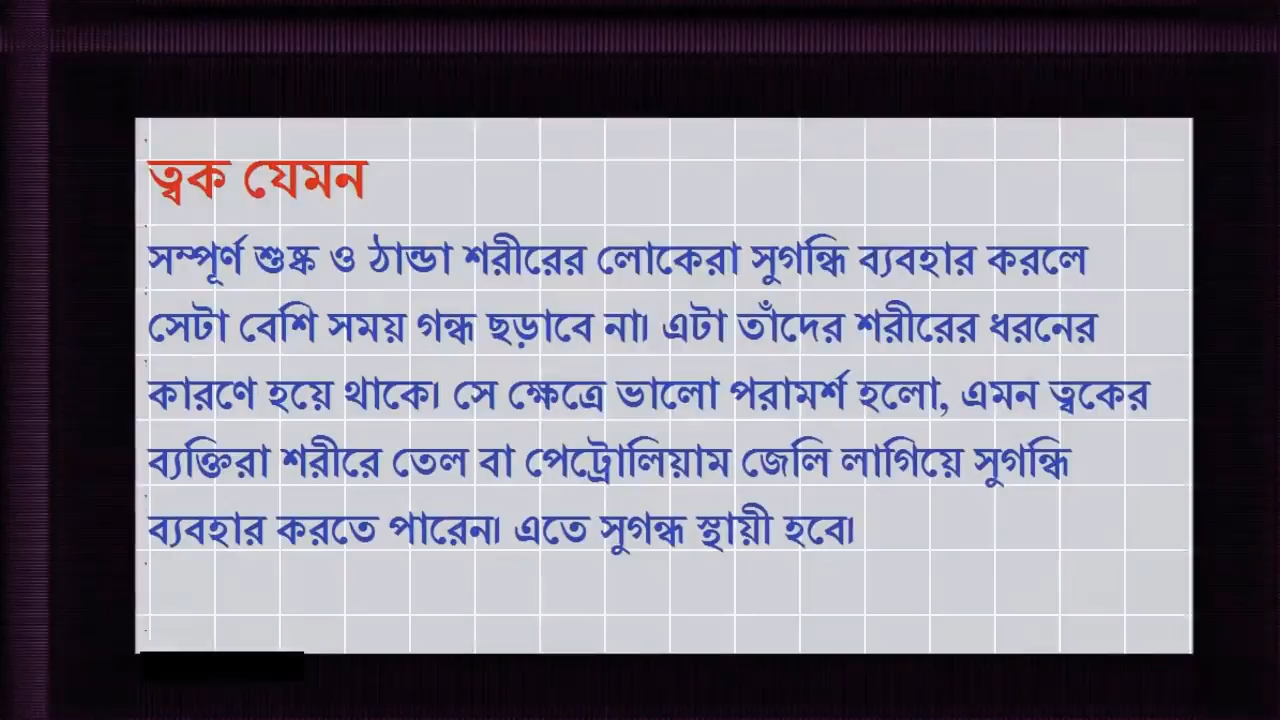 ত্বক যেমন
সম্পূর্ণ শুষ্ক ও ঠান্ডা শরীরের লোকেরা সুগন্ধি ব্যবহার করলে
সেটা বেশি সময় গন্ধ ছড়াবে না। এটা তাঁদের শরীরের ধরনের
কারণে হয়ে থাকে। সে ক্ষেত্রে ভালো পরামর্শ হলো, এমন ত্বকের
ব্যক্তিরা শরীরে তেল বা পেট্রোলিয়াম জেলি লাগিয়ে সুগন্ধি
ব্যবহার করতে পারেন। এতে সুগন্ধ স্থায়ী হবে।